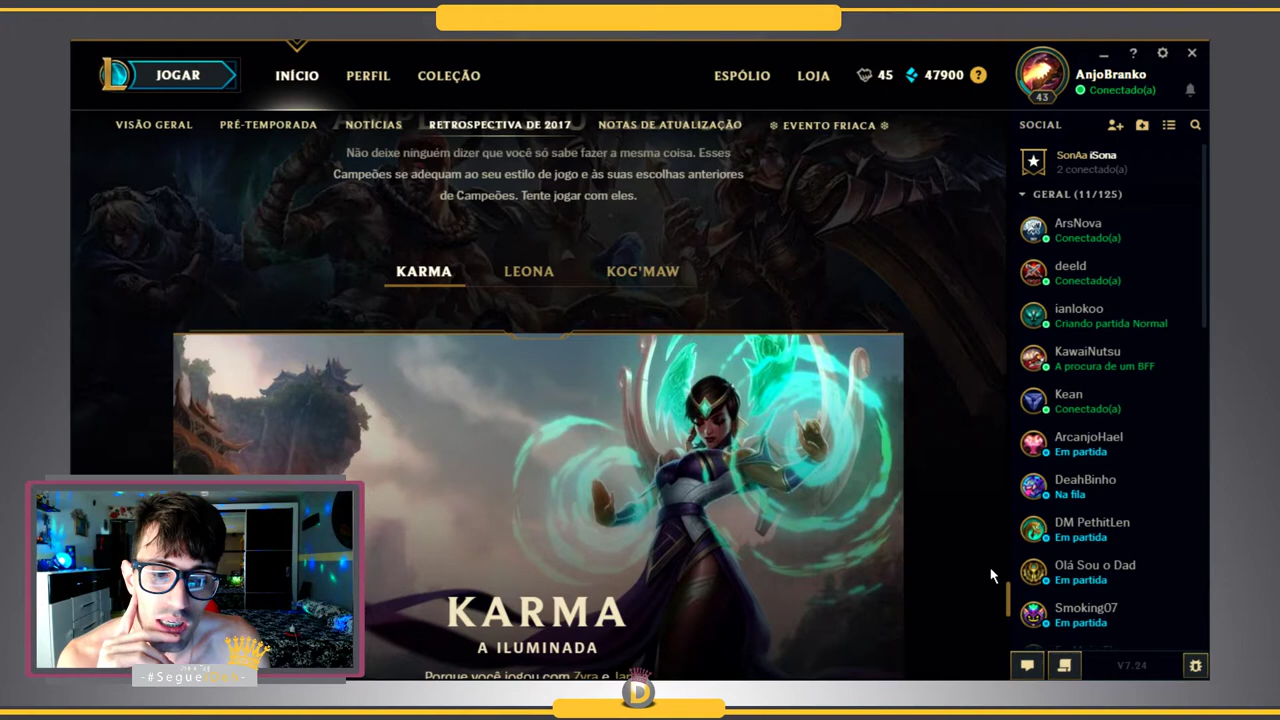 JOGAR
INÍCIO
PERFIL
COLEÇÃO
ESPÓLIO
LOJA
45
47900
?
?
AnjoBranko
Conectado(a)
43
VISÃO GERAL
PRÉ-TEMPORADA
NOTÍCIAS
RETROSPECTIVA DE 2017
NOTAS DE ATUALIZAÇÃO
❄ EVENTO FRIACA ❄
SOCIAL
Não deixe ninguém dizer que você só sabe fazer a mesma coisa. Esses
Campeões se adequam ao seu estilo de jogo e às suas escolhas anteriores
de Campeões. Tente jogar com eles.
KARMA
LEONA
KOG'MAW
KARMA
A ILUMINADA
Porque você jogou com Zyra e
SonAa iSona
2 conectado(a)
GERAL (11/125)
ArsNova
Conectado(a)
deeld
Conectado(a)
ianlokoo
Criando partida Normal
KawaiNutsu
A procura de um BFF
Kean
Conectado(a)
ArcanjoHael
Em partida
DeahBinho
Na fila
DM PethitLen
Em partida
Olá Sou o Dad
Em partida
Smoking07
Em partida
V7.24
-#SegueODan-
D